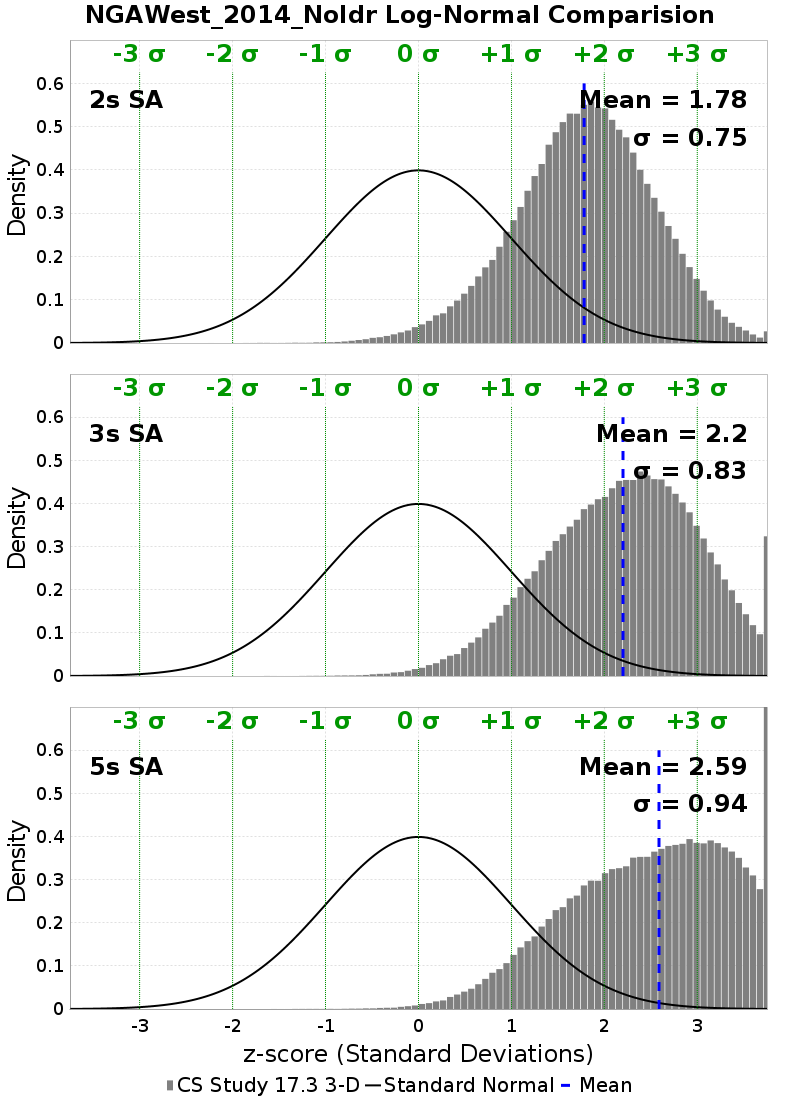 NGAWest_2014_NoIdr Log-Normal Comparision
-3 σ -2 σ -1 σ 0 σ +1 σ +2 σ +3 σ
2s SA
Mean = 1.78
σ = 0.75
Density
0.6
0.5
0.4
0.3
0.2
0.1
0
-3 σ -2 σ -1 σ 0 σ +1 σ +2 σ +3 σ
3s SA
Mean = 2.2
σ = 0.83
Density
0.6
0.5
0.4
0.3
0.2
0.1
0
-3 σ -2 σ -1 σ 0 σ +1 σ +2 σ +3 σ
5s SA
Mean = 2.59
σ = 0.94
Density
0.6
0.5
0.4
0.3
0.2
0.1
0
-3 -2 -1 0 1 2 3
z-score (Standard Deviations)
CS Study 17.3 3-D Standard Normal Mean